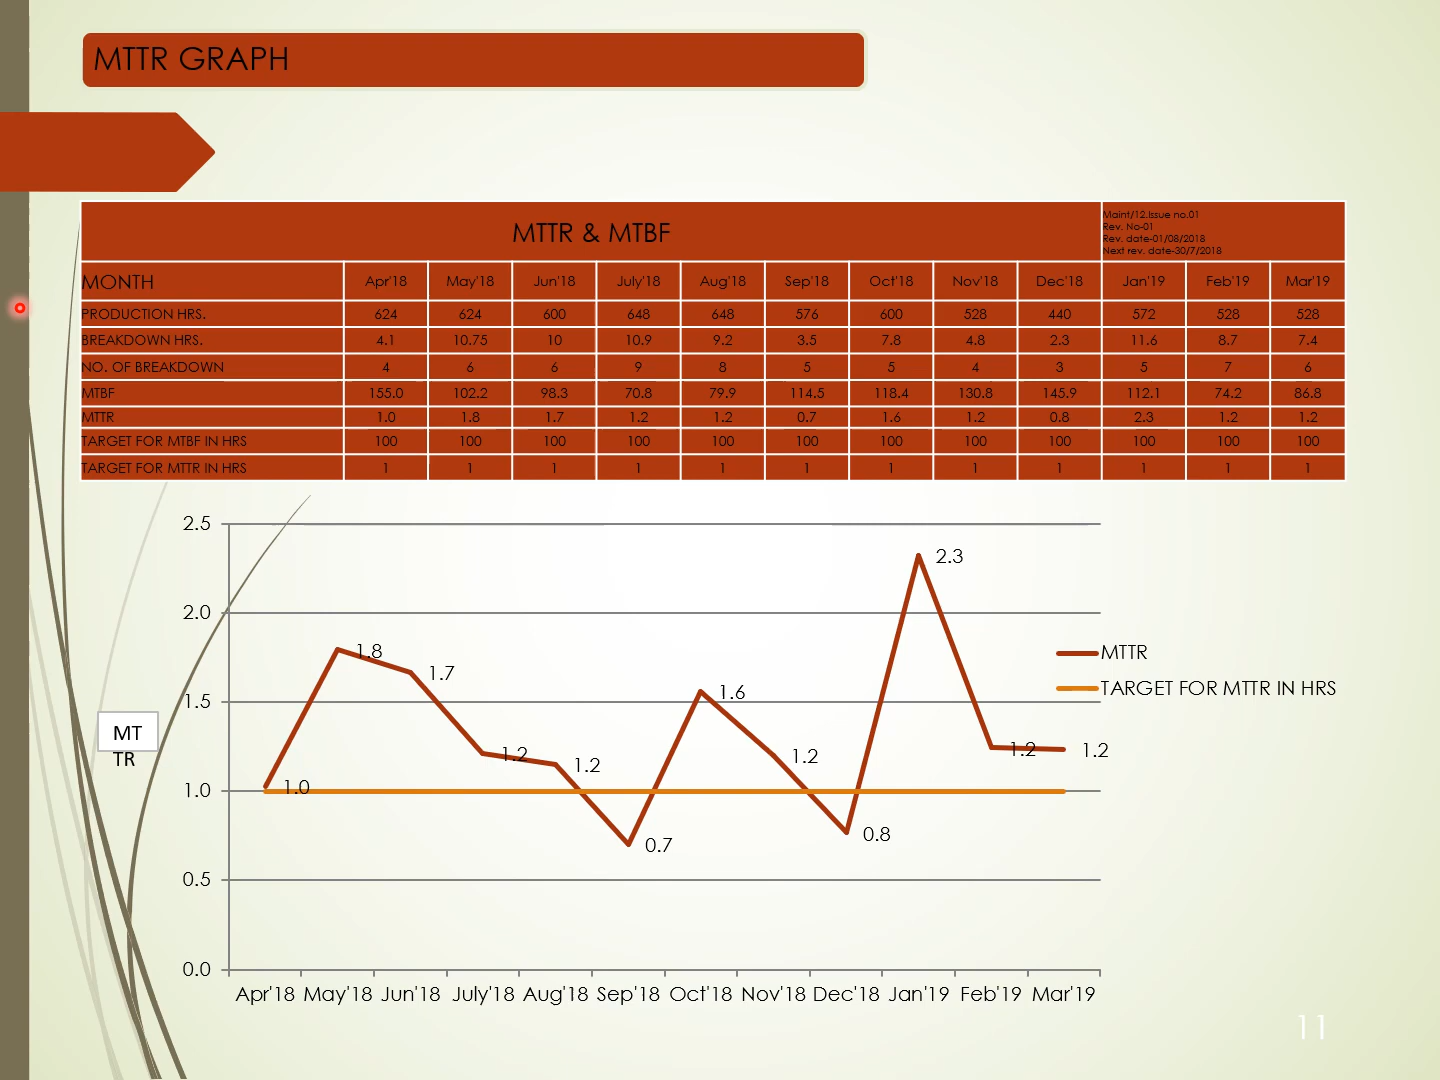 MTTR GRAPH
MTTR & MTBF
Maint/12.Issue no.01
Rev. No-01
Rev. date-01/08/2018
Next rev. date-30/7/2018
MONTH Apr'18 May'18 Jun'18 July'18 Aug'18 Sep'18 Oct'18 Nov'18 Dec'18 Jan'19 Feb'19 Mar'19
PRODUCTION HRS. 624 624 600 648 648 576 600 528 440 572 528 528
BREAKDOWN HRS. 4.1 10.75 10 10.9 9.2 3.5 7.8 4.8 2.3 11.6 8.7 7.4
NO. OF BREAKDOWN 4 6 6 9 8 5 5 4 3 5 7 6
MTBF 155.0 102.2 98.3 70.8 79.9 114.5 118.4 130.8 145.9 112.1 74.2 86.8
MTTR 1.0 1.8 1.7 1.2 1.2 0.7 1.6 1.2 0.8 2.3 1.2 1.2
TARGET FOR MTBF IN HRS 100 100 100 100 100 100 100 100 100 100 100 100
TARGET FOR MTTR IN HRS 1 1 1 1 1 1 1 1 1 1 1 1
2.5
2.0
1.5
1.0
0.5
0.0
MT
TR
1.0 1.8 1.7 1.2 1.2 0.7 1.6 1.2 0.8 2.3 1.2 1.2
MTTR
TARGET FOR MTTR IN HRS
Apr'18 May'18 Jun'18 July'18 Aug'18 Sep'18 Oct'18 Nov'18 Dec'18 Jan'19 Feb'19 Mar'19
11